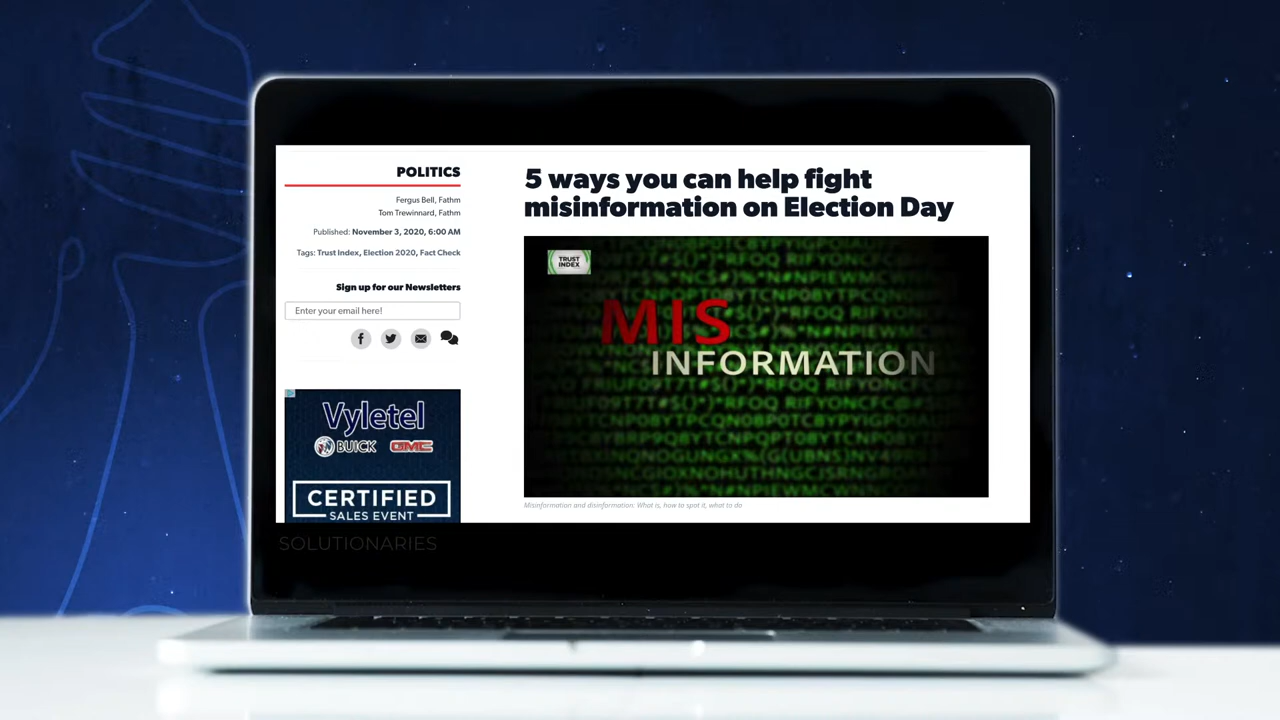 POLITICS
Fergus Bell, Fathm
Tom Trewinnard, Fathm
Published: November 3, 2020, 6:00 AM
Tags: Trust Index, Election 2020, Fact Check
Sign up for our Newsletters
Enter your email here!
Vyletel
BUICK GMC
CERTIFIED
SALES EVENT
5 ways you can help fight
misinformation on Election Day
TRUST
INDEX
MIS
INFORMATION
Misinformation and disinformation: What is, how to spot it, what to do
SOLUTIONARIES